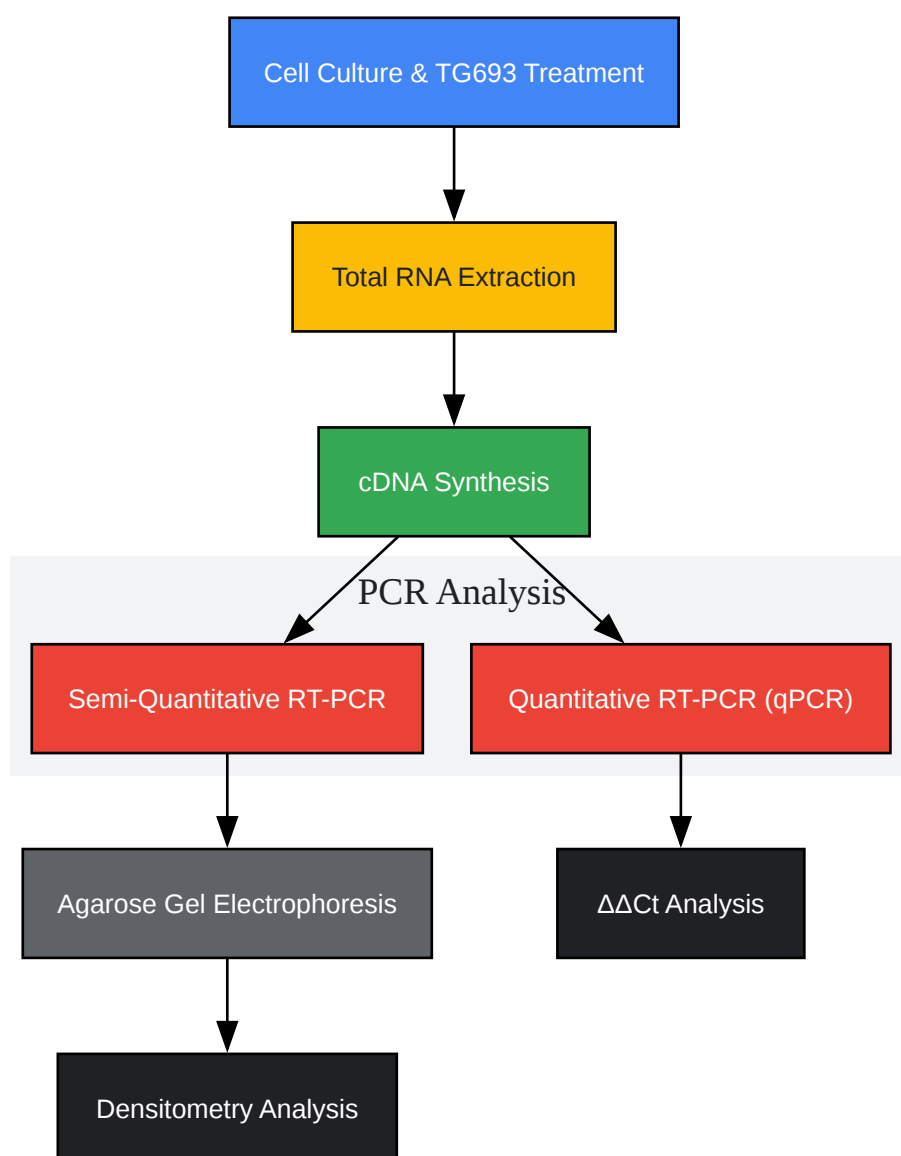 Cell Culture & TG693 Treatment
Total RNA Extraction
cDNA Synthesis
PCR Analysis
Semi-Quantitative RT-PCR
Quantitative RT-PCR (qPCR)
Agarose Gel Electrophoresis
ΔΔCt Analysis
Densitometry Analysis